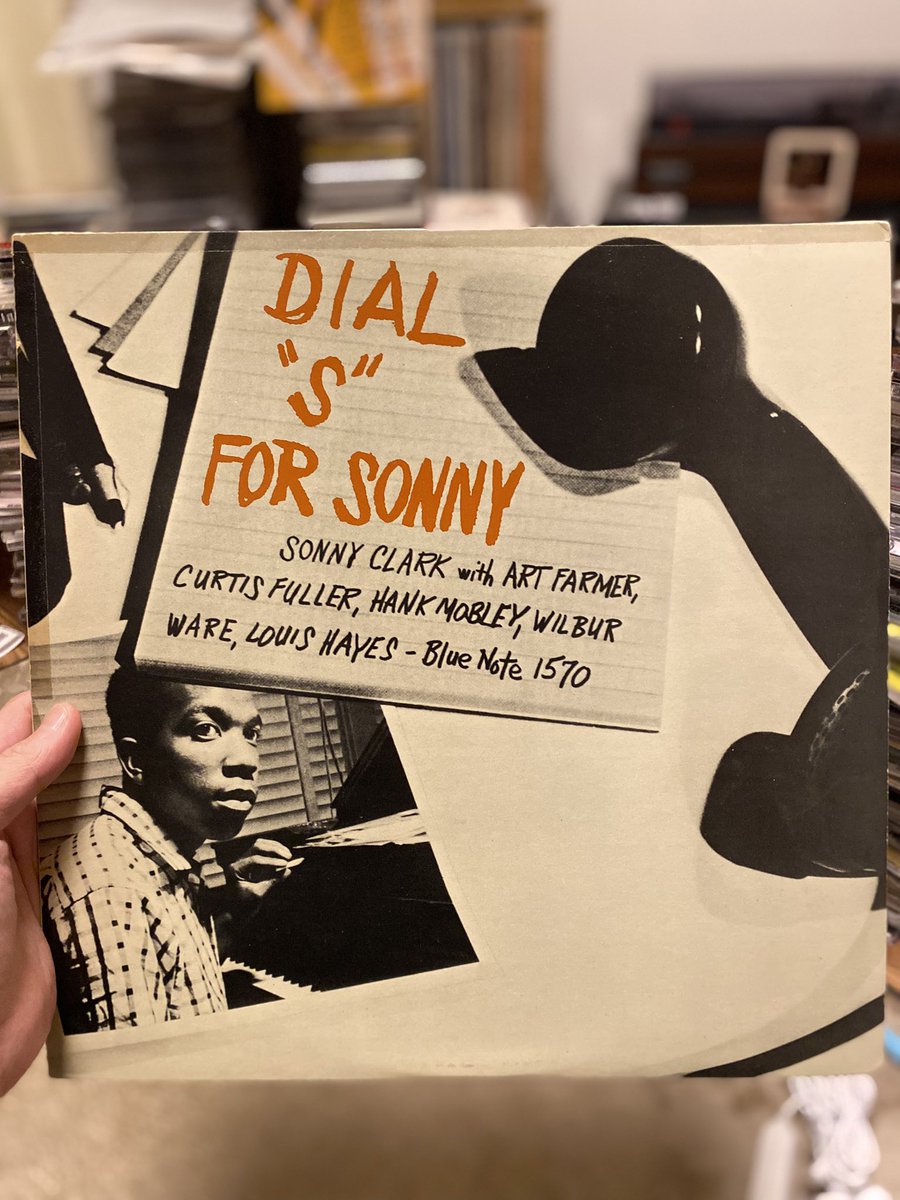 DIAL
"S"
FOR SONNY
SONNY CLARK with ART FARMER,
CURTIS FULLER, HANK MOBLEY, WILBUR
WARE, LOUIS HAYES - Blue Note 1570